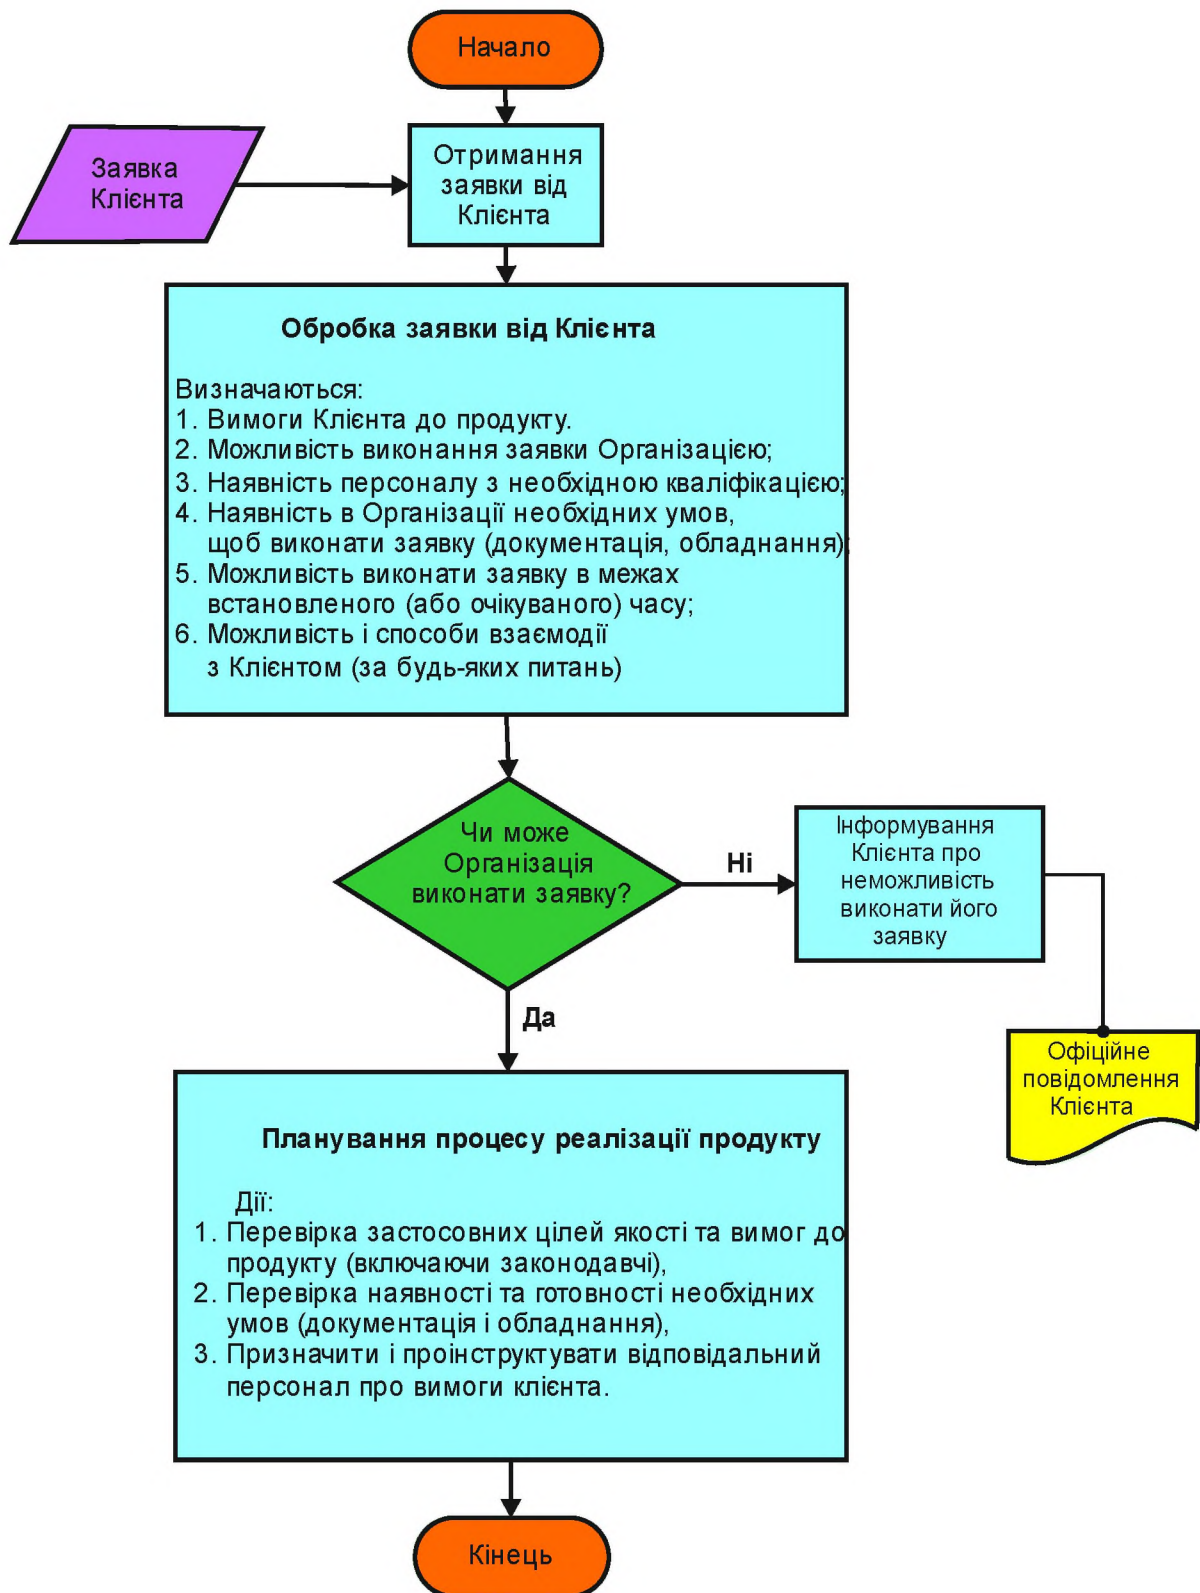 Начало
Заявка
Клієнта
Отримання
заявки від
Клієнта
Обробка заявки від Клієнта
Визначаються:
1. Вимоги Клієнта до продукту.
2. Можливість виконання заявки Організацією;
3. Наявність персоналу з необхідною кваліфікацією;
4. Наявність в Організації необхідних умов,
щоб виконати заявку (документація, обладнання);
5. Можливість виконати заявку в межах
встановленого (або очікуваного) часу;
6. Можливість і способи взаємодії
з Клієнтом (за будь-яких питань)
Чи може
Організація
виконати заявку?
Ні
Інформування
Клієнта про
неможливість
виконати його
заявку
Да
Офіційне
повідомлення
Клієнта
Планування процесу реалізації продукту
Дії:
1. Перевірка застосовних цілей якості та вимог до
продукту (включаючи законодавчі),
2. Перевірка наявності та готовності необхідних
умов (документація і обладнання),
3. Призначити і проінструктувати відповідальний
персонал про вимоги клієнта.
Кінець